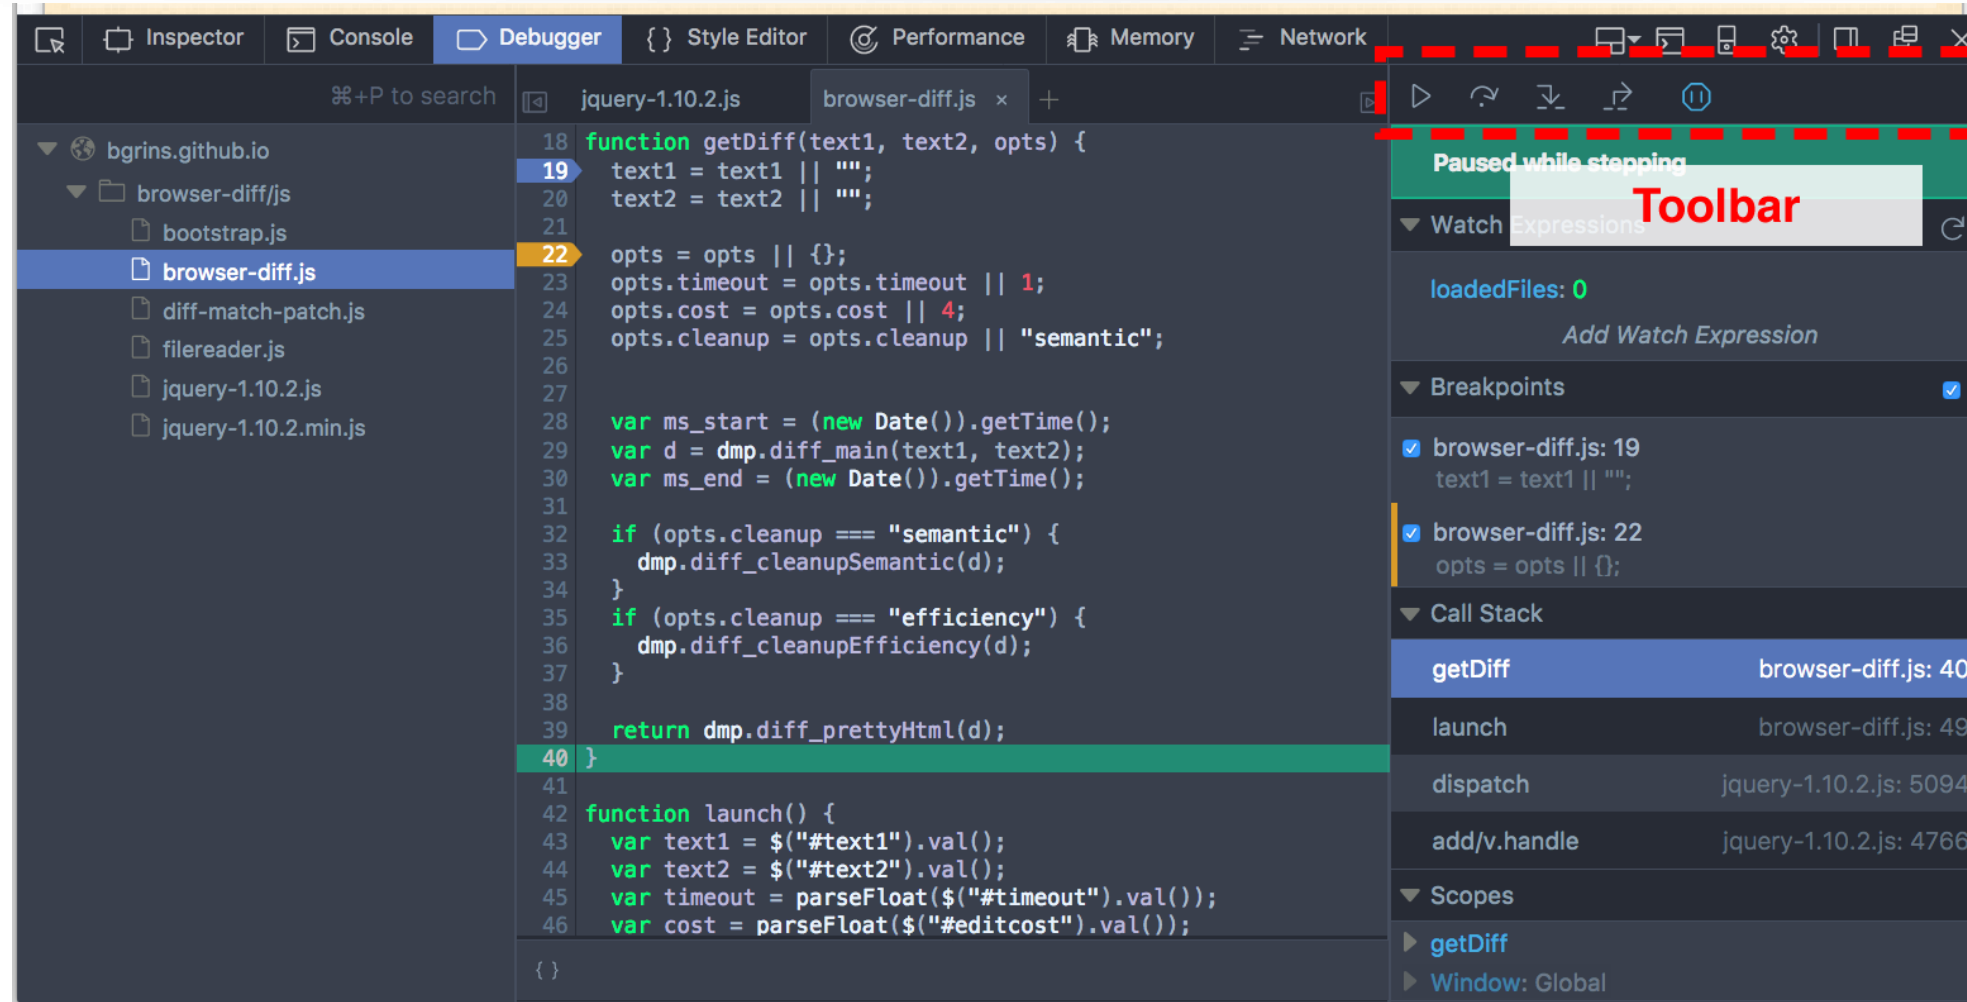 Inspector Console Debugger { } Style Editor Performance Memory Network
⌘+P to search
jquery-1.10.2.js browser-diff.js × +
bgrins.github.io
browser-diff/js
bootstrap.js
browser-diff.js
diff-match-patch.js
filereader.js
jquery-1.10.2.js
jquery-1.10.2.min.js
18 function getDiff(text1, text2, opts) {
19 text1 = text1 || "";
20 text2 = text2 || "";
21
22 opts = opts || {};
23 opts.timeout = opts.timeout || 1;
24 opts.cost = opts.cost || 4;
25 opts.cleanup = opts.cleanup || "semantic";
26
27
28 var ms_start = (new Date()).getTime();
29 var d = dmp.diff_main(text1, text2);
30 var ms_end = (new Date()).getTime();
31
32 if (opts.cleanup === "semantic") {
33 dmp.diff_cleanupSemantic(d);
34 }
35 if (opts.cleanup === "efficiency") {
36 dmp.diff_cleanupEfficiency(d);
37 }
38
39 return dmp.diff_prettyHtml(d);
40 }
41
42 function launch() {
43 var text1 = $("#text1").val();
44 var text2 = $("#text2").val();
45 var timeout = parseFloat($("#timeout").val());
46 var cost = parseFloat($("#editcost").val());
{ }
Paused while stepping
Toolbar
Watch Expressions
loadedFiles: 0
Add Watch Expression
Breakpoints
browser-diff.js: 19
text1 = text1 || "";
browser-diff.js: 22
opts = opts || {};
Call Stack
getDiff browser-diff.js: 40
launch browser-diff.js: 49
dispatch jquery-1.10.2.js: 5094
add/v.handle jquery-1.10.2.js: 4766
Scopes
getDiff
Window: Global